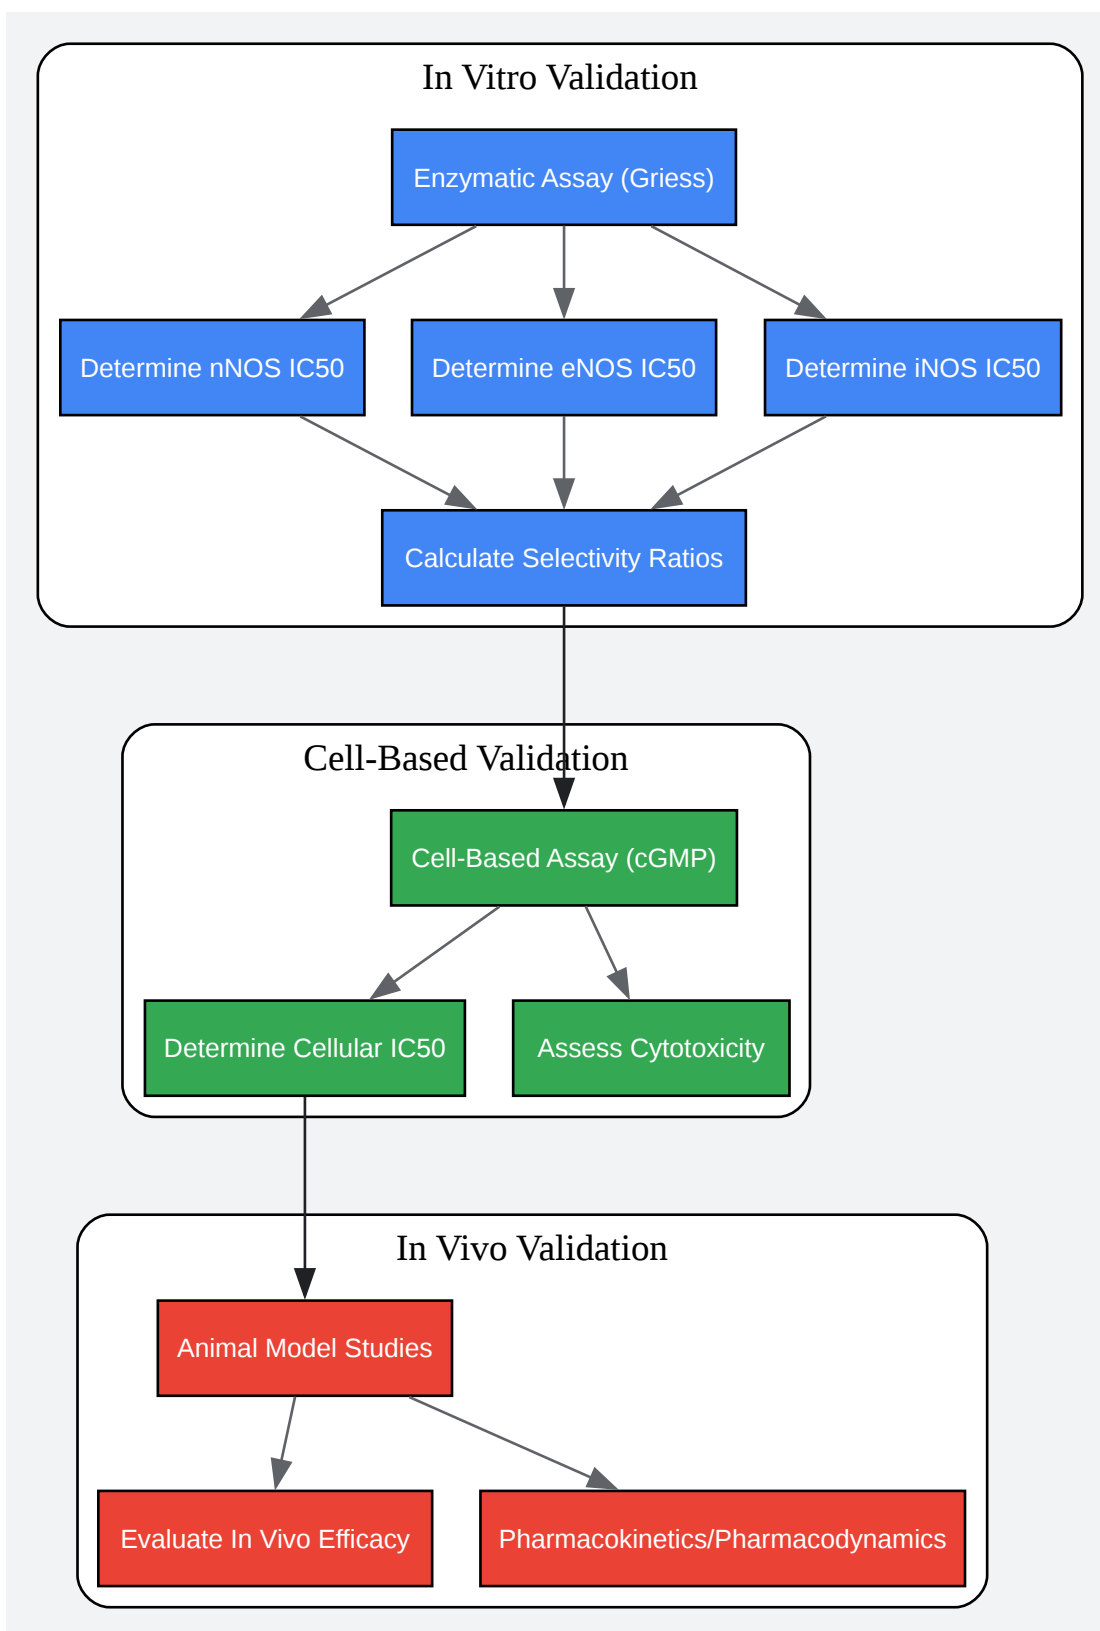 In Vitro Validation
Enzymatic Assay (Griess)
Determine nNOS IC50
Determine eNOS IC50
Determine iNOS IC50
Calculate Selectivity Ratios
Cell-Based Validation
Cell-Based Assay (cGMP)
Determine Cellular IC50
Assess Cytotoxicity
In Vivo Validation
Animal Model Studies
Evaluate In Vivo Efficacy
Pharmacokinetics/Pharmacodynamics